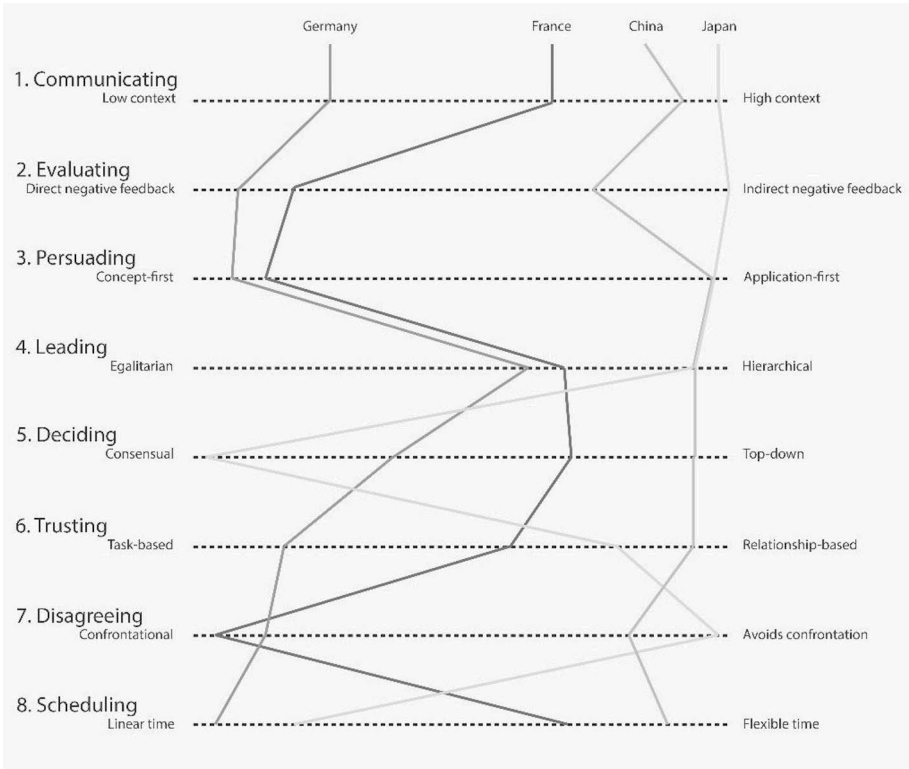 Germany
France
China
Japan
1. Communicating
Low context
High context
2. Evaluating
Direct negative feedback
Indirect negative feedback
3. Persuading
Concept-first
Application-first
4. Leading
Egalitarian
Hierarchical
5. Deciding
Consensual
Top-down
6. Trusting
Task-based
Relationship-based
7. Disagreeing
Confrontational
Avoids confrontation
8. Scheduling
Linear time
Flexible time